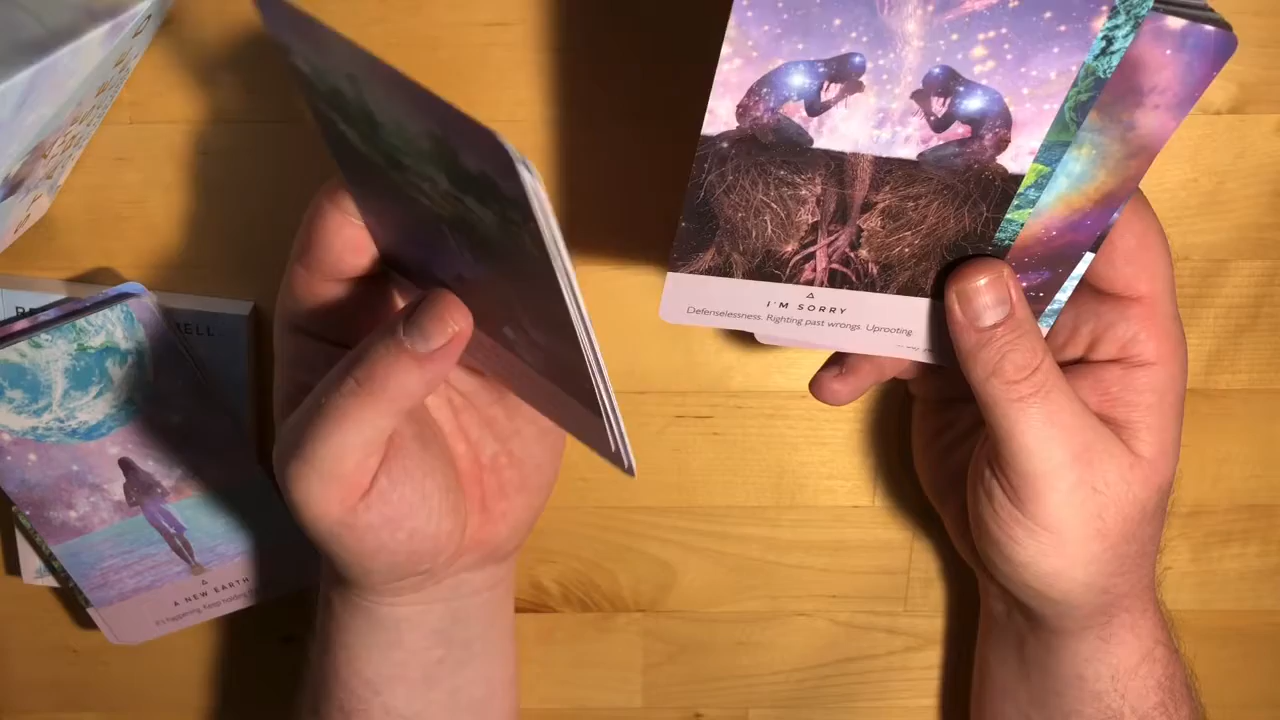 I'M SORRY
Defenselessness. Righting past wrongs. Uprooting.
A NEW EARTH
It's happening. Keep holding